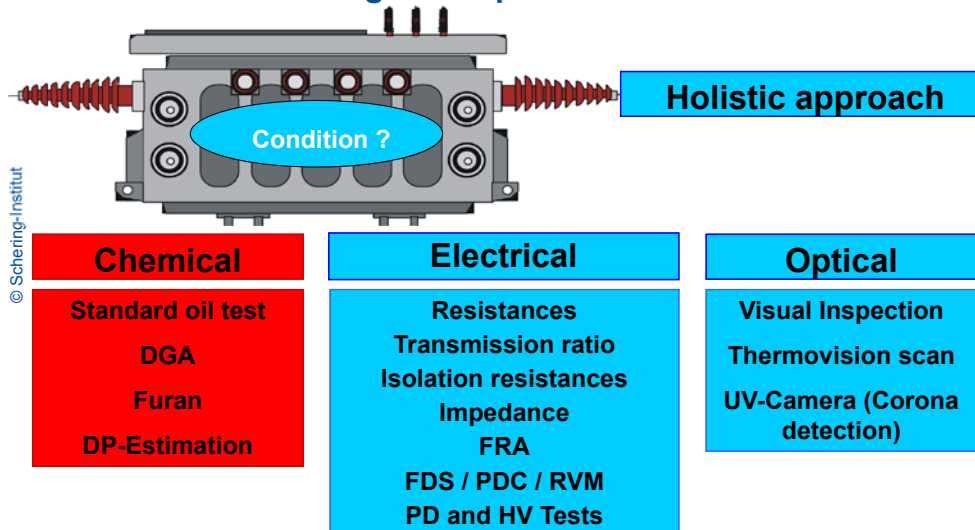 Holistic approach
Condition ?
© Schering-Institut
Chemical
Standard oil test
DGA
Furan
DP-Estimation
Electrical
Resistances
Transmission ratio
Isolation resistances
Impedance
FRA
FDS / PDC / RVM
PD and HV Tests
Optical
Visual Inspection
Thermovision scan
UV-Camera (Corona
detection)